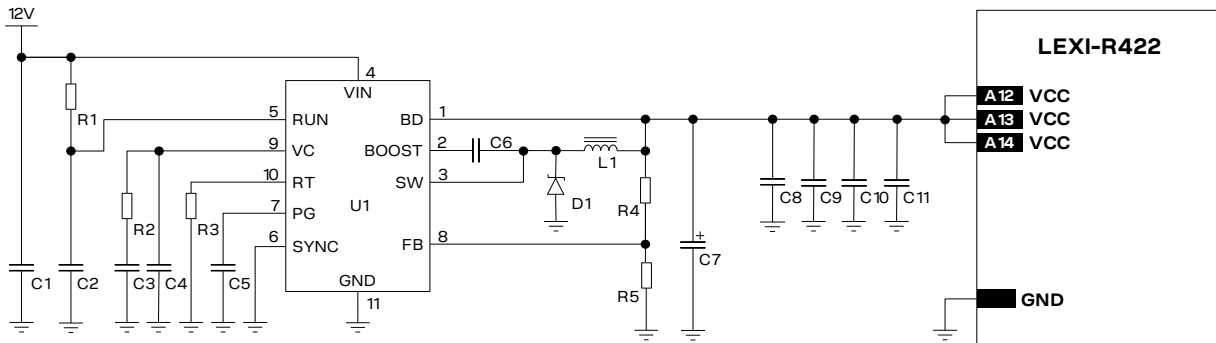 12V
LEXI-R422
4
VIN
R1
5 RUN BD 1
A12 VCC
A13 VCC
A14 VCC
9 VC BOOST 2
C6
L1
10 RT SW 3
D1
R4
C8 C9 C10 C11
U1
R2 R3
7 PG
6 SYNC FB 8
C7
+
R5
C1 C2 C3 C4 C5
GND
11
GND